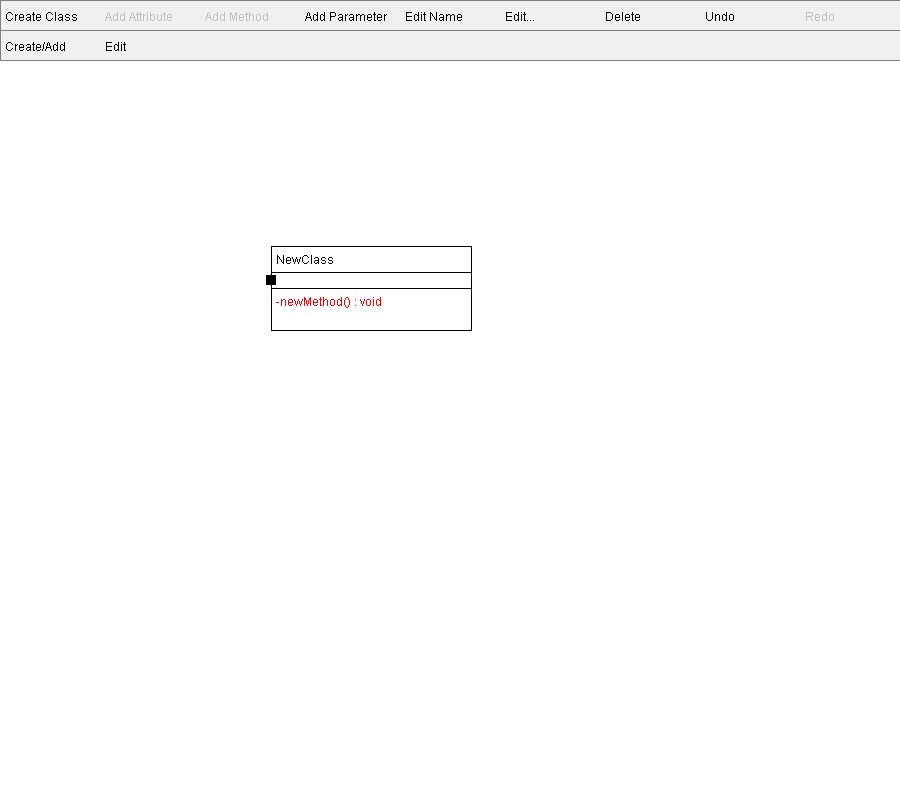 Create Class Add Attribute Add Method Add Parameter Edit Name Edit... Delete Undo Redo
Create/Add Edit
NewClass
-newMethod() : void